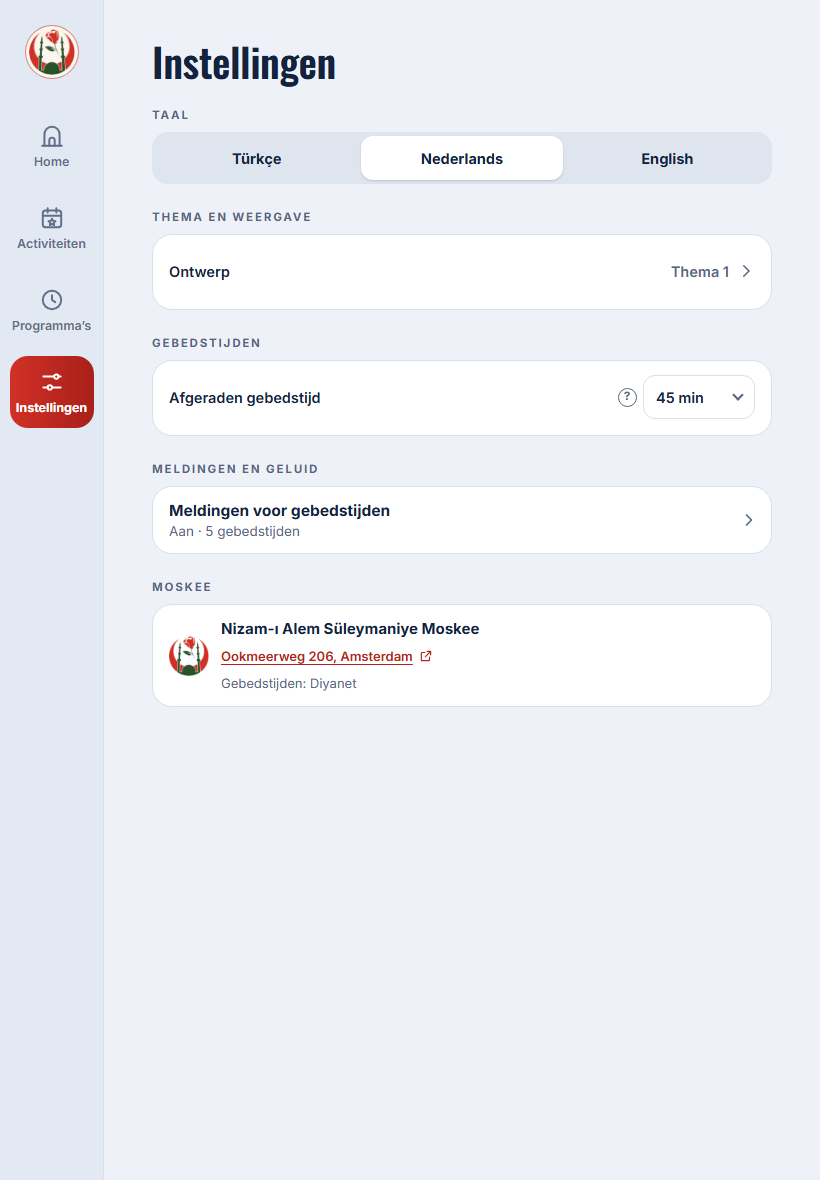 Home
Activiteiten
Programma's
Instellingen
Instellingen
TAAL
Türkçe
Nederlands
English
THEMA EN WEERGAVE
Ontwerp
Thema 1
GEBEDSTIJDEN
Afgeraden gebedstijd
?
45 min
MELDINGEN EN GELUID
Meldingen voor gebedstijden
Aan · 5 gebedstijden
MOSKEE
Nizam-ı Alem Süleymaniye Moskee
Ookmeerweg 206, Amsterdam
Gebedstijden: Diyanet